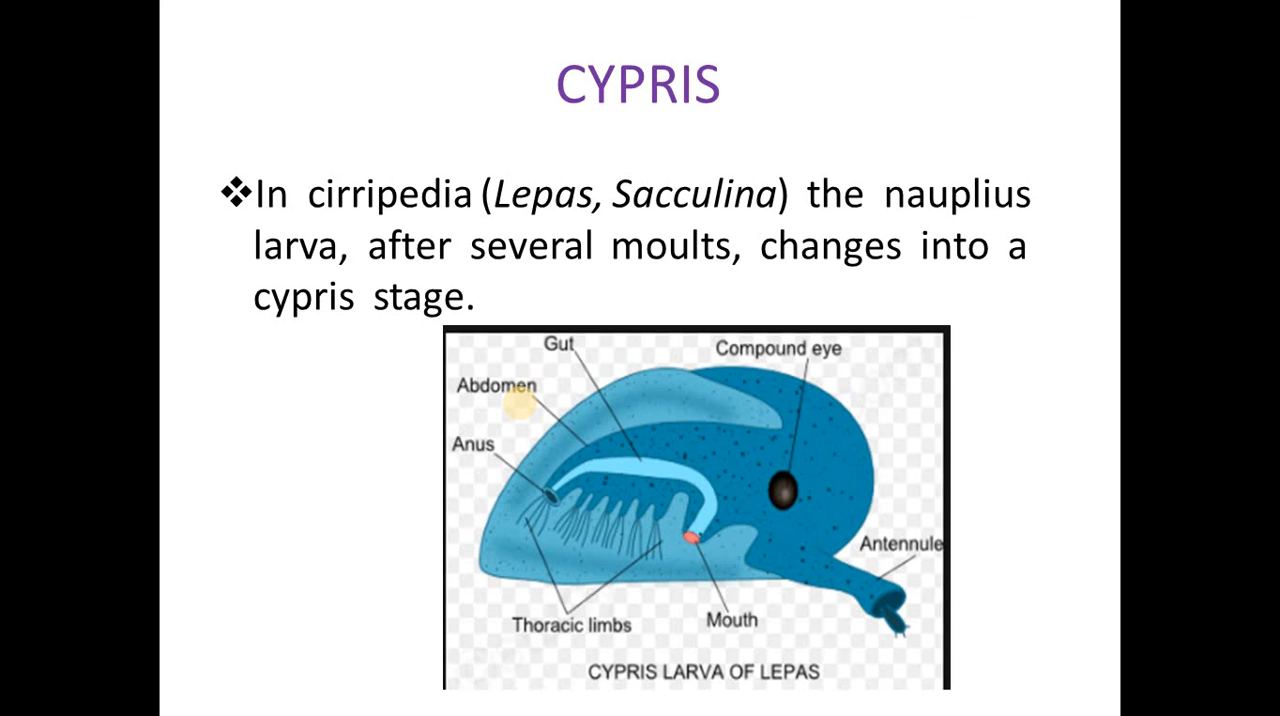 CYPRIS
❖In cirripedia (Lepas, Sacculina) the nauplius
larva, after several moults, changes into a
cypris stage.
Gut
Compound eye
Abdomen
Anus
Antennule
Thoracic limbs
Mouth
CYPRIS LARVA OF LEPAS